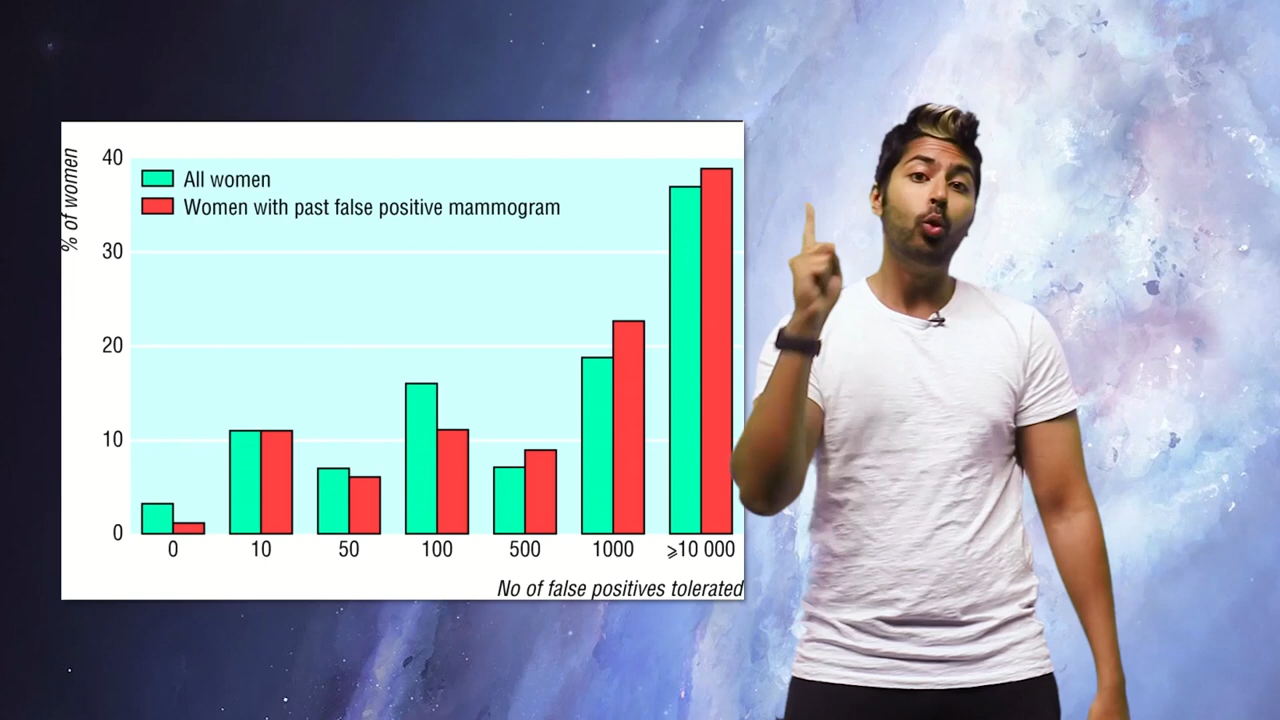 % of women
40
All women
Women with past false positive mammogram
30
20
10
0
0 10 50 100 500 1000 ⩾10 000
No of false positives tolerated